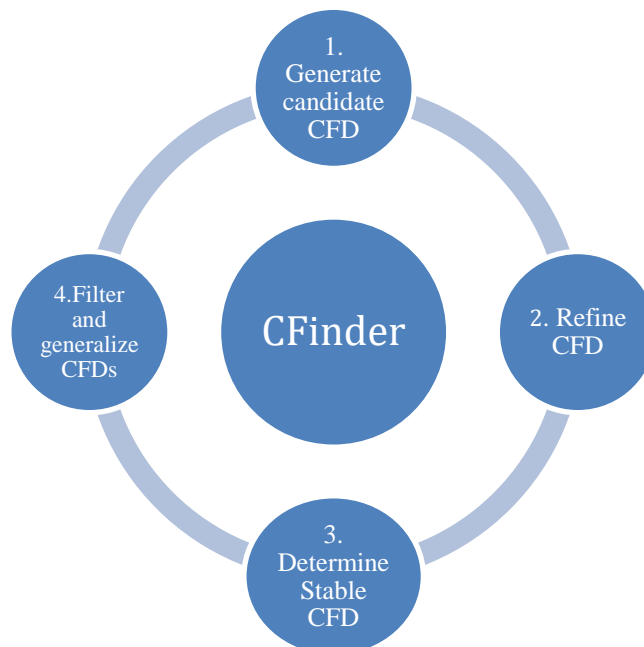 1.
Generate
candidate
CFD
2. Refine
CFD
3.
Determine
Stable
CFD
4.Filter
and
generalize
CFDs
CFinder